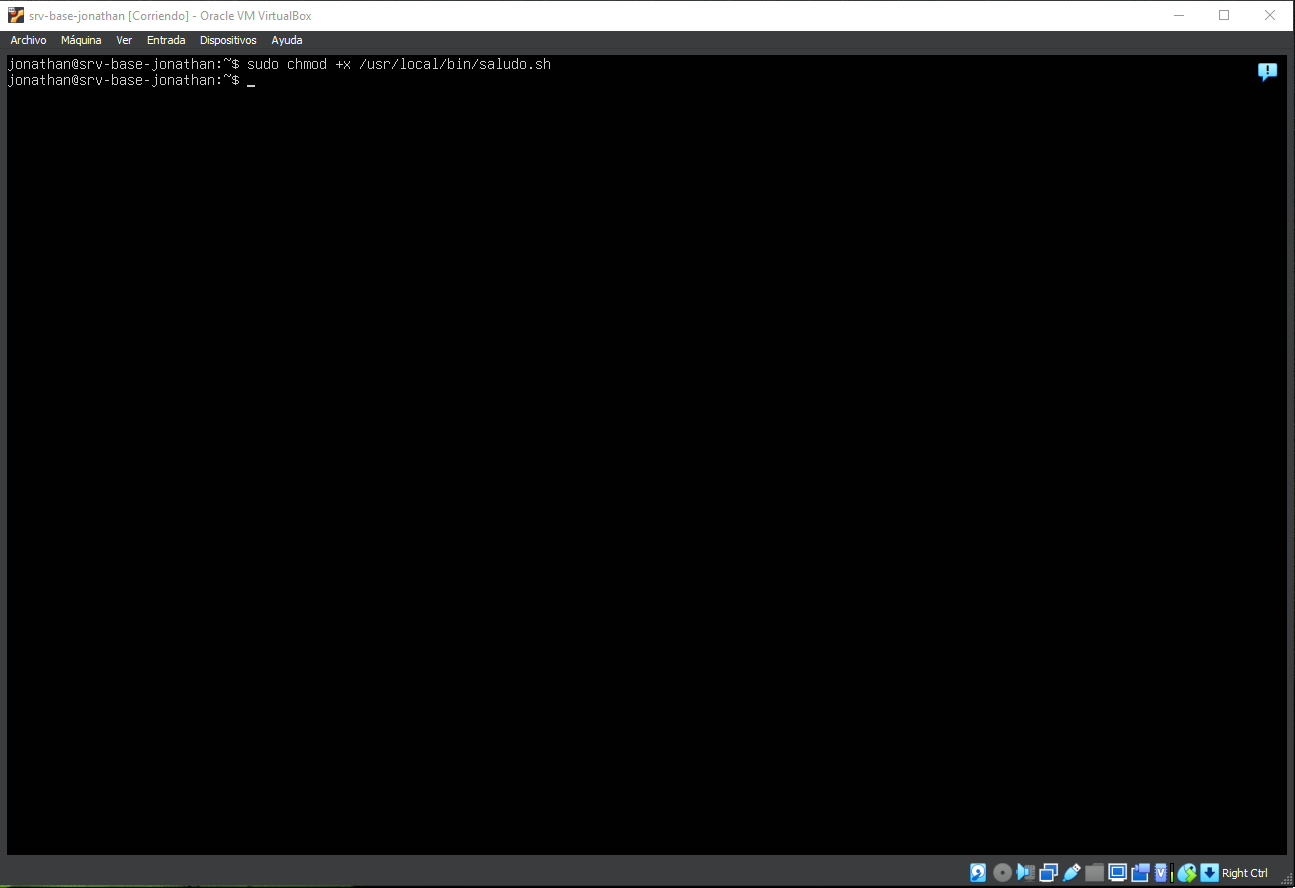 srv-base-jonathan [Corriendo] - Oracle VM VirtualBox
Archivo Máquina Ver Entrada Dispositivos Ayuda
jonathan@srv-base-jonathan:~$ sudo chmod +x /usr/local/bin/saludo.sh
jonathan@srv-base-jonathan:~$ _
Right Ctrl